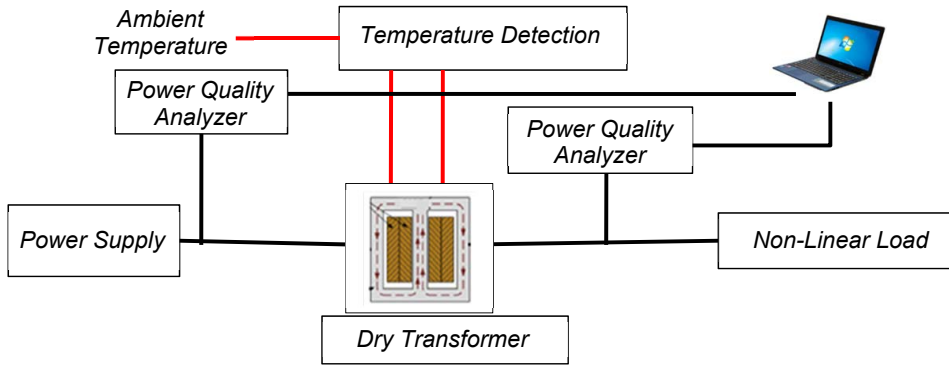 Ambient
Temperature
Temperature Detection
Power Quality
Analyzer
Power Quality
Analyzer
Power Supply
Non-Linear Load
Dry Transformer